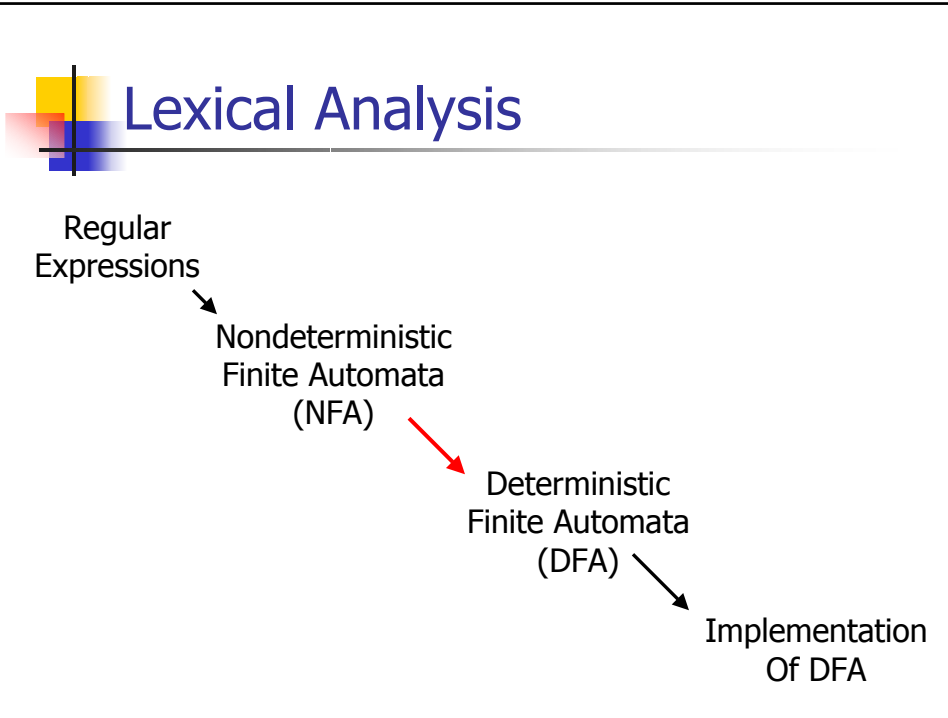 Lexical Analysis
Regular
Expressions
Nondeterministic
Finite Automata
(NFA)
Deterministic
Finite Automata
(DFA)
Implementation
Of DFA